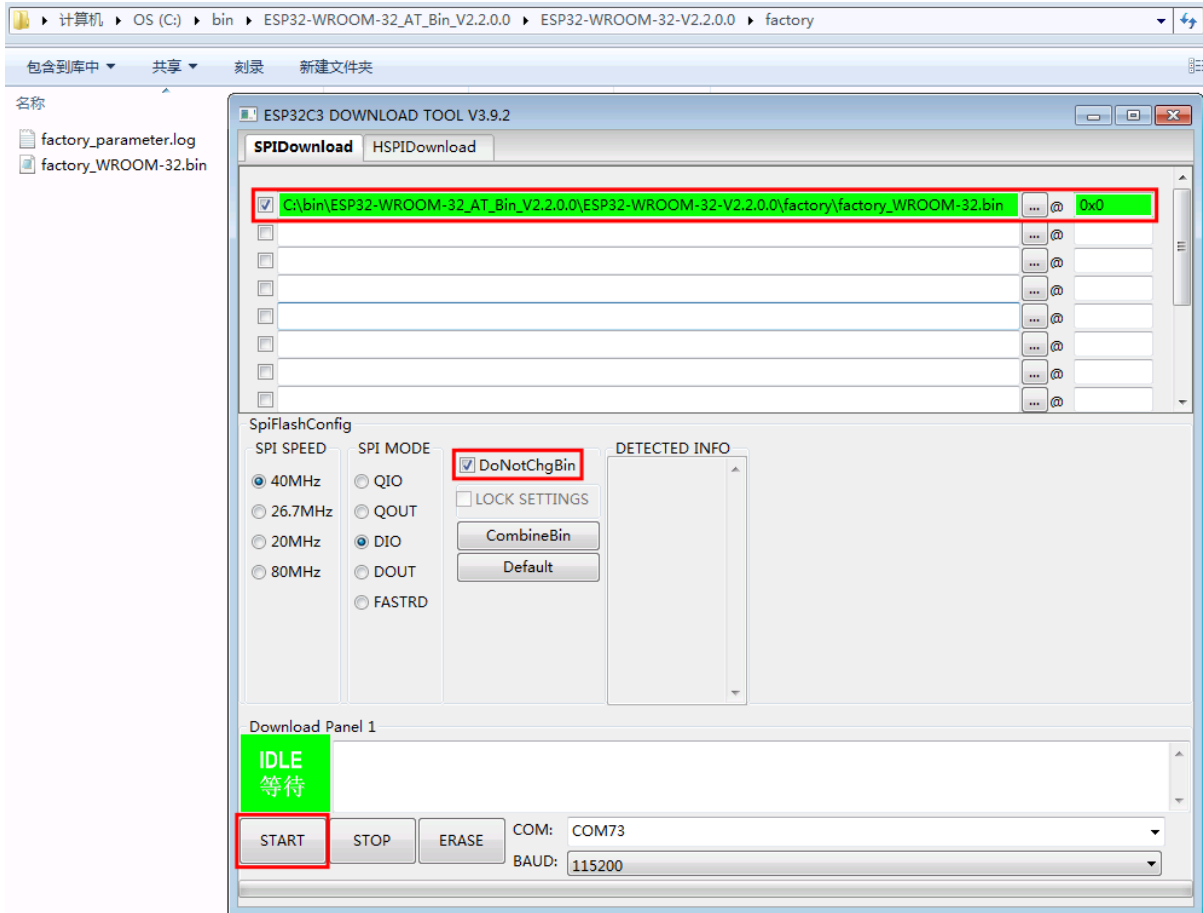 计算机 OS (C:) bin ESP32-WROOM-32_AT_Bin_V2.2.0.0 ESP32-WROOM-32-V2.2.0.0 factory
包含到库中 共享 刻录 新建文件夹
名称
factory_parameter.log
factory_WROOM-32.bin
ESP32C3 DOWNLOAD TOOL V3.9.2
SPIDownload HSPIDownload
C:\bin\ESP32-WROOM-32_AT_Bin_V2.2.0.0\ESP32-WROOM-32-V2.2.0.0\factory\factory_WROOM-32.bin ... @ 0x0
... @
... @
... @
... @
... @
... @
... @
SpiFlashConfig
SPI SPEED
40MHz
26.7MHz
20MHz
80MHz
SPI MODE
QIO
QOUT
DIO
DOUT
FASTRD
DoNotChgBin
LOCK SETTINGS
CombineBin
Default
DETECTED INFO
Download Panel 1
IDLE
等待
START STOP ERASE
COM: COM73
BAUD: 115200